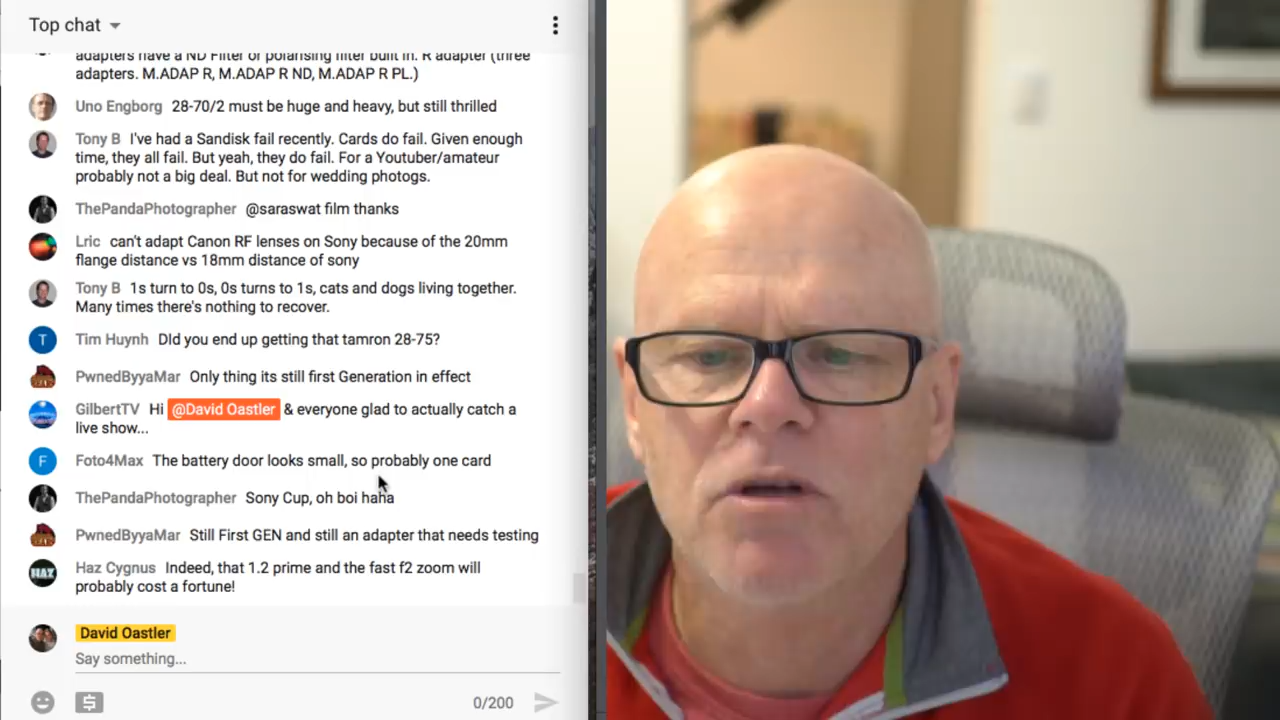 Top chat
adapters have a ND Filter or polarising filter built in. R adapter (three
adapters. M.ADAP R, M.ADAP R ND, M.ADAP R PL.)
Uno Engborg 28-70/2 must be huge and heavy, but still thrilled
Tony B I've had a Sandisk fail recently. Cards do fail. Given enough
time, they all fail. But yeah, they do fail. For a Youtuber/amateur
probably not a big deal. But not for wedding photogs.
ThePandaPhotographer @saraswat film thanks
Lric can't adapt Canon RF lenses on Sony because of the 20mm
flange distance vs 18mm distance of sony
Tony B 1s turn to 0s, 0s turns to 1s, cats and dogs living together.
Many times there's nothing to recover.
T Tim Huynh DId you end up getting that tamron 28-75?
PwnedByyaMar Only thing its still first Generation in effect
GilbertTV Hi @David Oastler & everyone glad to actually catch a
live show...
F Foto4Max The battery door looks small, so probably one card
ThePandaPhotographer Sony Cup, oh boi haha
PwnedByyaMar Still First GEN and still an adapter that needs testing
HAZ Haz Cygnus Indeed, that 1.2 prime and the fast f2 zoom will
probably cost a fortune!
David Oastler
Say something...
$ 0/200